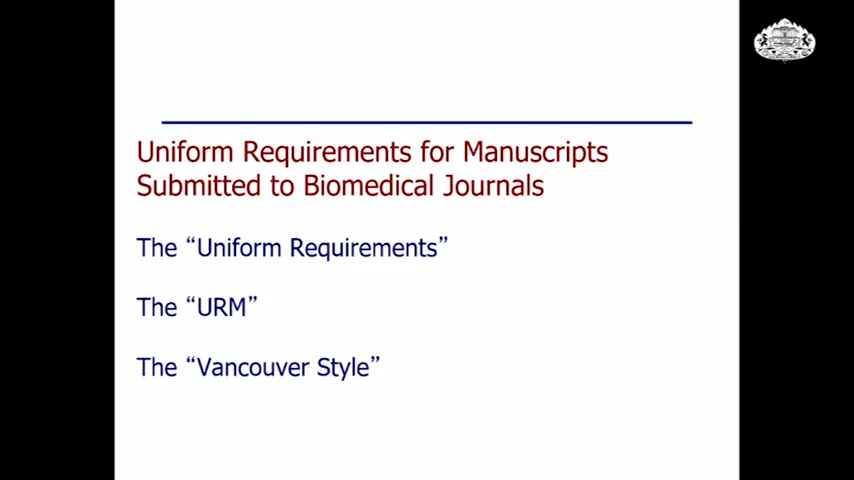 Uniform Requirements for Manuscripts
Submitted to Biomedical Journals
The “Uniform Requirements”
The “URM”
The “Vancouver Style”